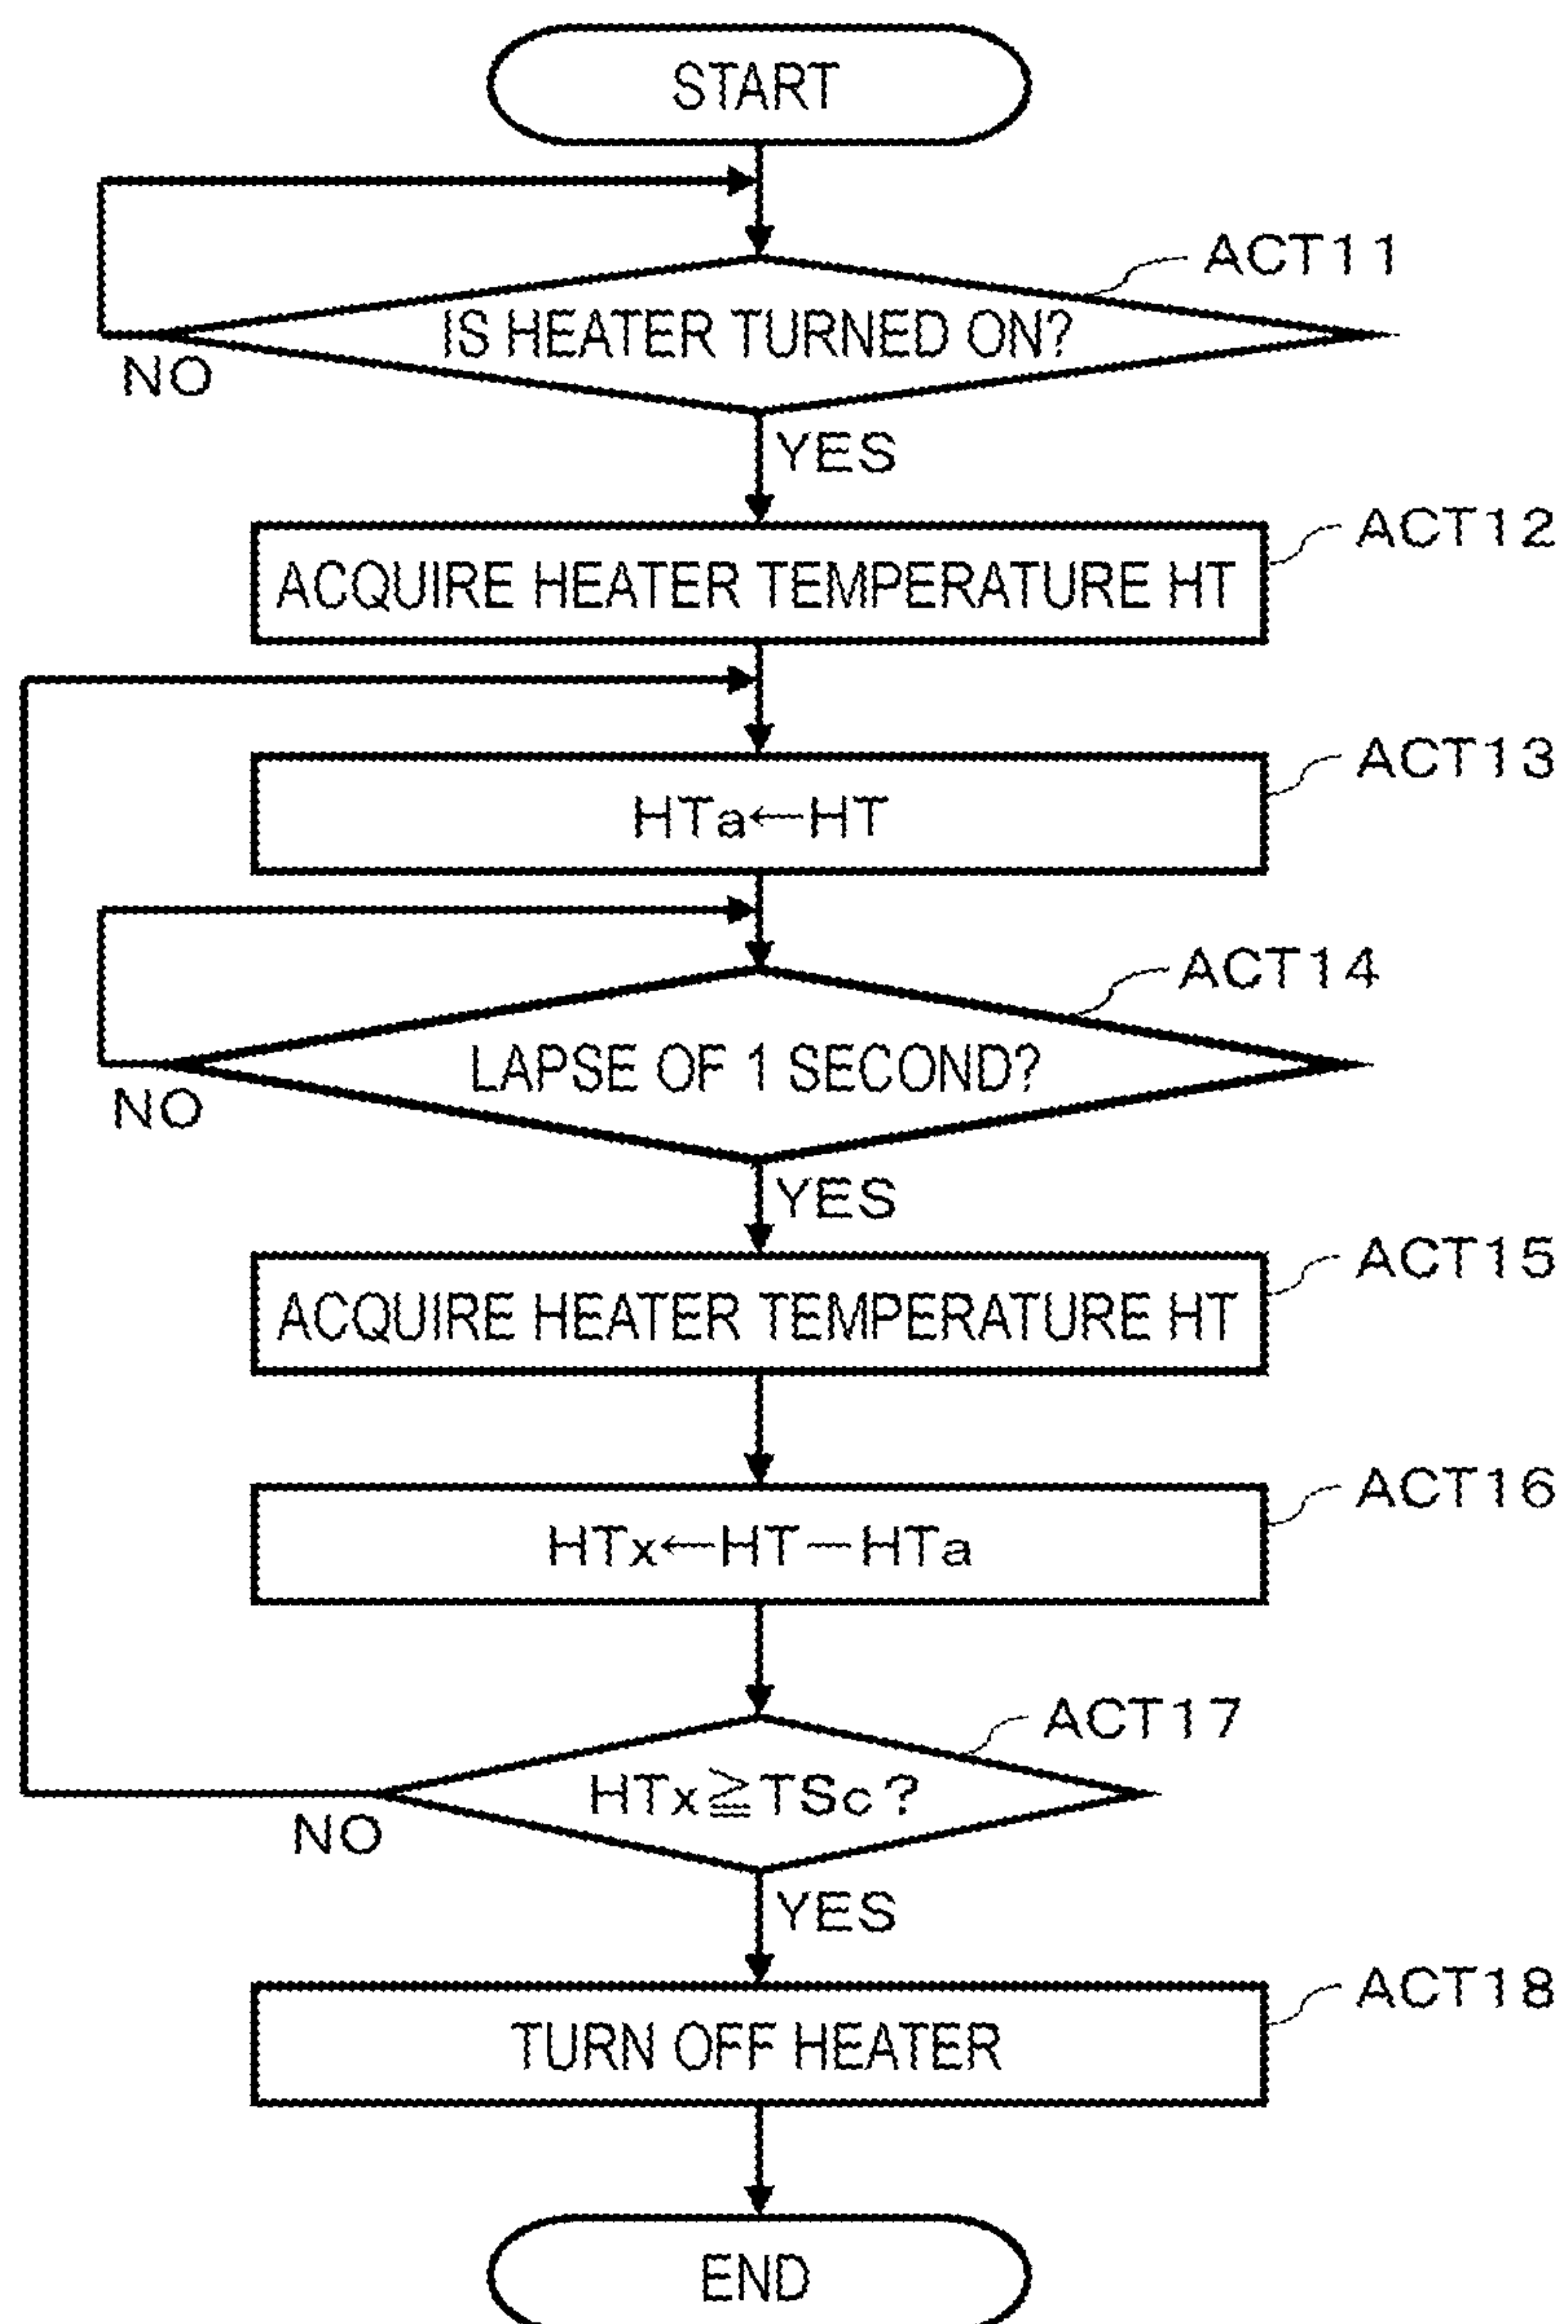 START
ACT11
IS HEATER TURNED ON?
NO
YES
ACT12
ACQUIRE HEATER TEMPERATURE HT
ACT13
HTa←HT
ACT14
LAPSE OF 1 SECOND?
NO
YES
ACT15
ACQUIRE HEATER TEMPERATURE HT
ACT16
HTx←HT−HTa
ACT17
HTx≧TSc?
NO
YES
ACT18
TURN OFF HEATER
END